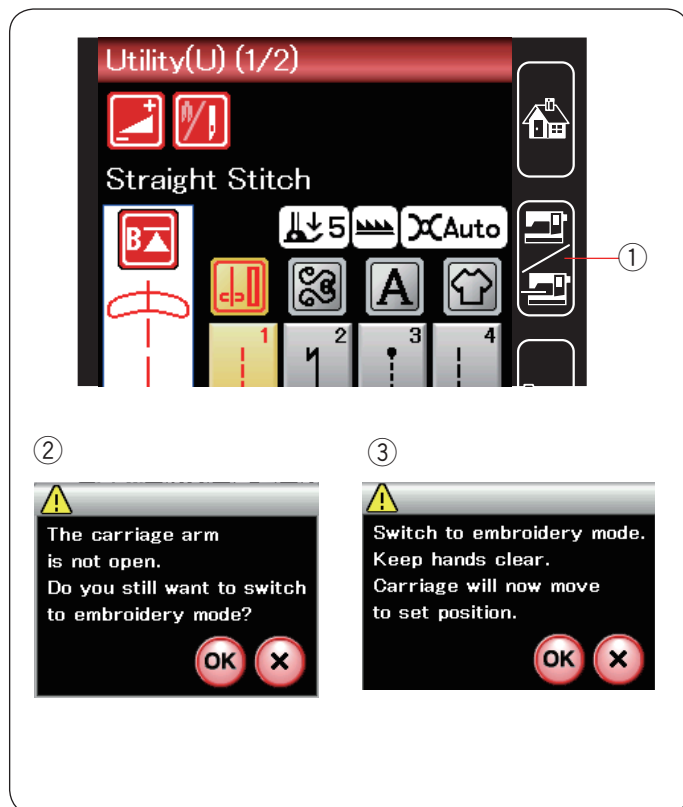 Utility(U) (1/2)
Straight Stitch
B
5
Auto
A
1 2 3 4
①
② ③
The carriage arm
is not open.
Do you still want to switch
to embroidery mode?
OK ×
Switch to embroidery mode.
Keep hands clear.
Carriage will now move
to set position.
OK ×